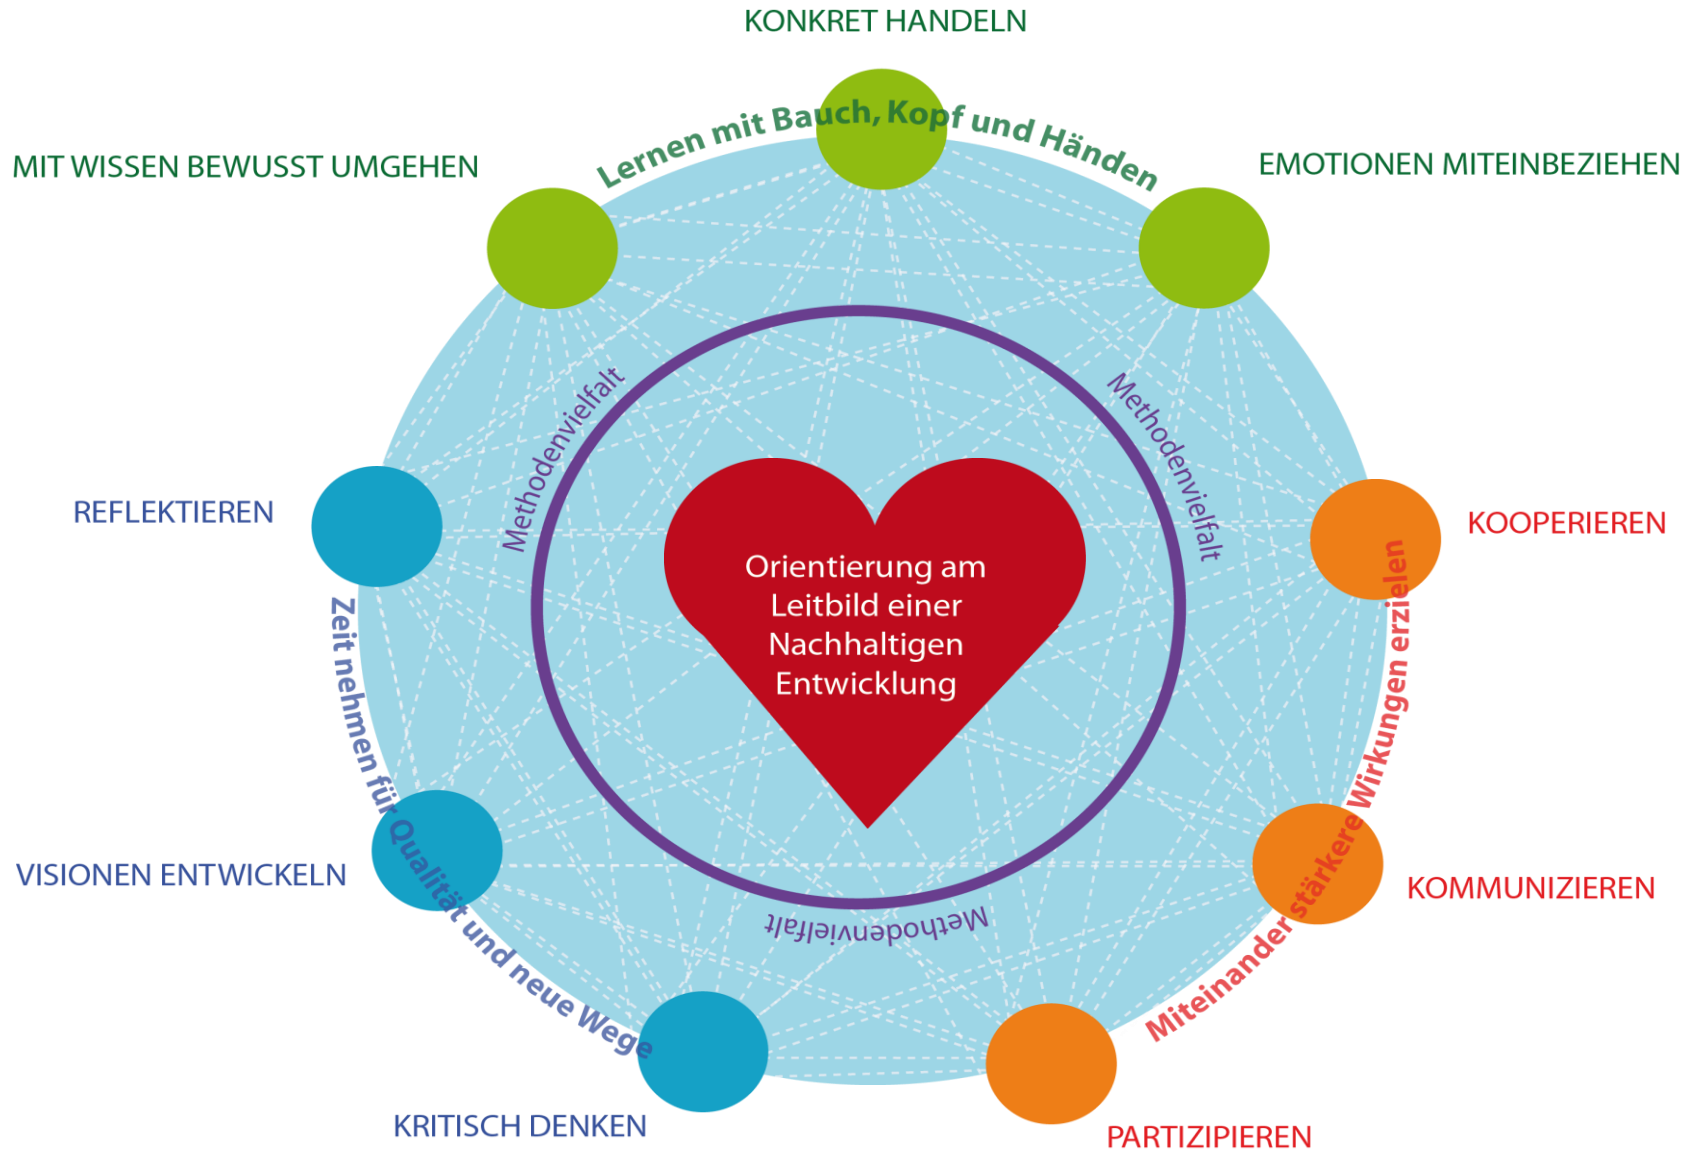 KONKRET HANDELN
Lernen mit Bauch, Kopf und Händen
MIT WISSEN BEWUSST UMGEHEN
EMOTIONEN MITEINBEZIEHEN
Methodenvielfalt
Methodenvielfalt
REFLEKTIEREN
KOOPERIEREN
Orientierung am
Leitbild einer
Nachhaltigen
Entwicklung
Zeit nehmen für Qualität und neue Wege
Miteinander stärkere Wirkungen erzielen
VISIONEN ENTWICKELN
KOMMUNIZIEREN
Methodenvielfalt
KRITISCH DENKEN
PARTIZIPIEREN